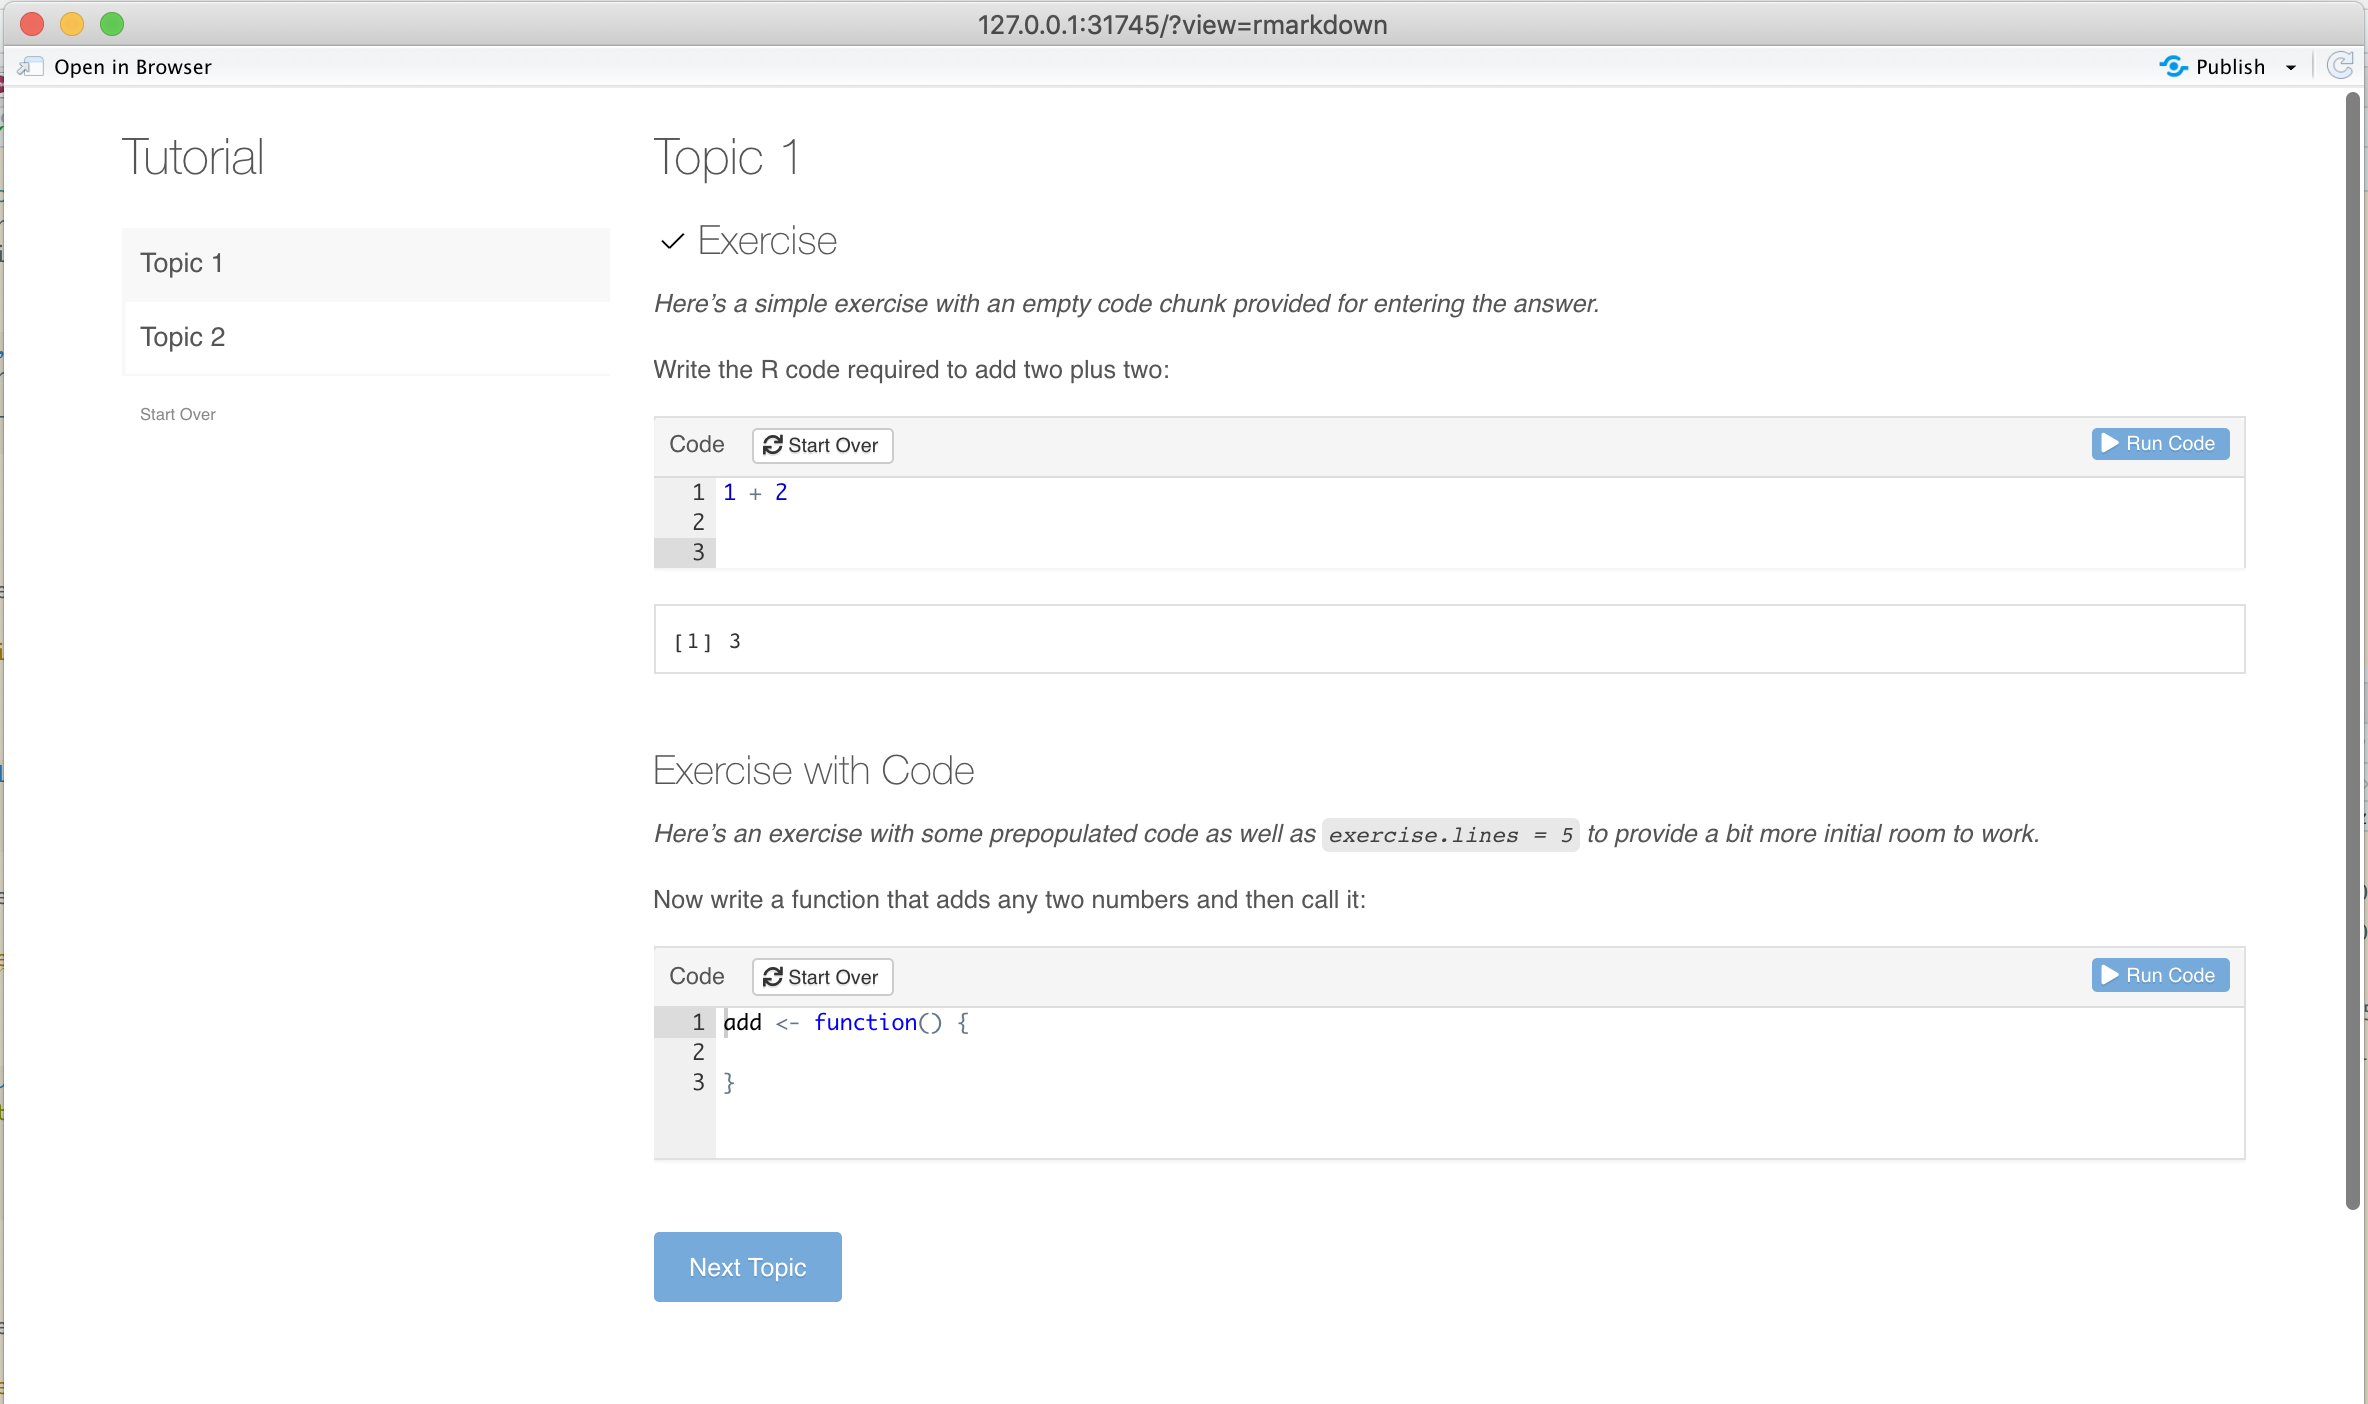 127.0.0.1:31745/?view=rmarkdown
Open in Browser
Publish
Tutorial
Topic 1
Topic 2
Start Over
Topic 1
Exercise
Here’s a simple exercise with an empty code chunk provided for entering the answer.
Write the R code required to add two plus two:
Code Start Over Run Code
1 1 + 2
2
3
[1] 3
Exercise with Code
Here’s an exercise with some prepopulated code as well as exercise.lines = 5 to provide a bit more initial room to work.
Now write a function that adds any two numbers and then call it:
Code Start Over Run Code
1 add <- function() {
2
3 }
Next Topic